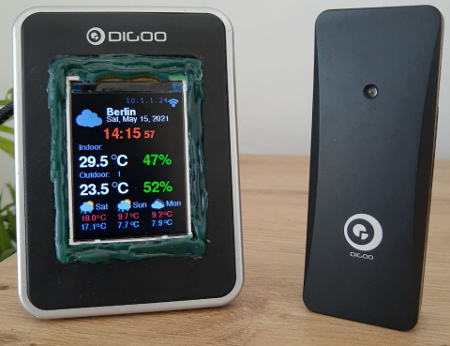 DIGOO
10.1.1.24
Berlin
Sat, May 15, 2021
14:15 57
Indoor:
29.5 °C 47%
Outdoor: 1
23.5 °C 52%
Sat Sun Mon
18.0°C 9.7°C 9.2°C
17.1°C 7.7°C 7.9°C
DIGOO